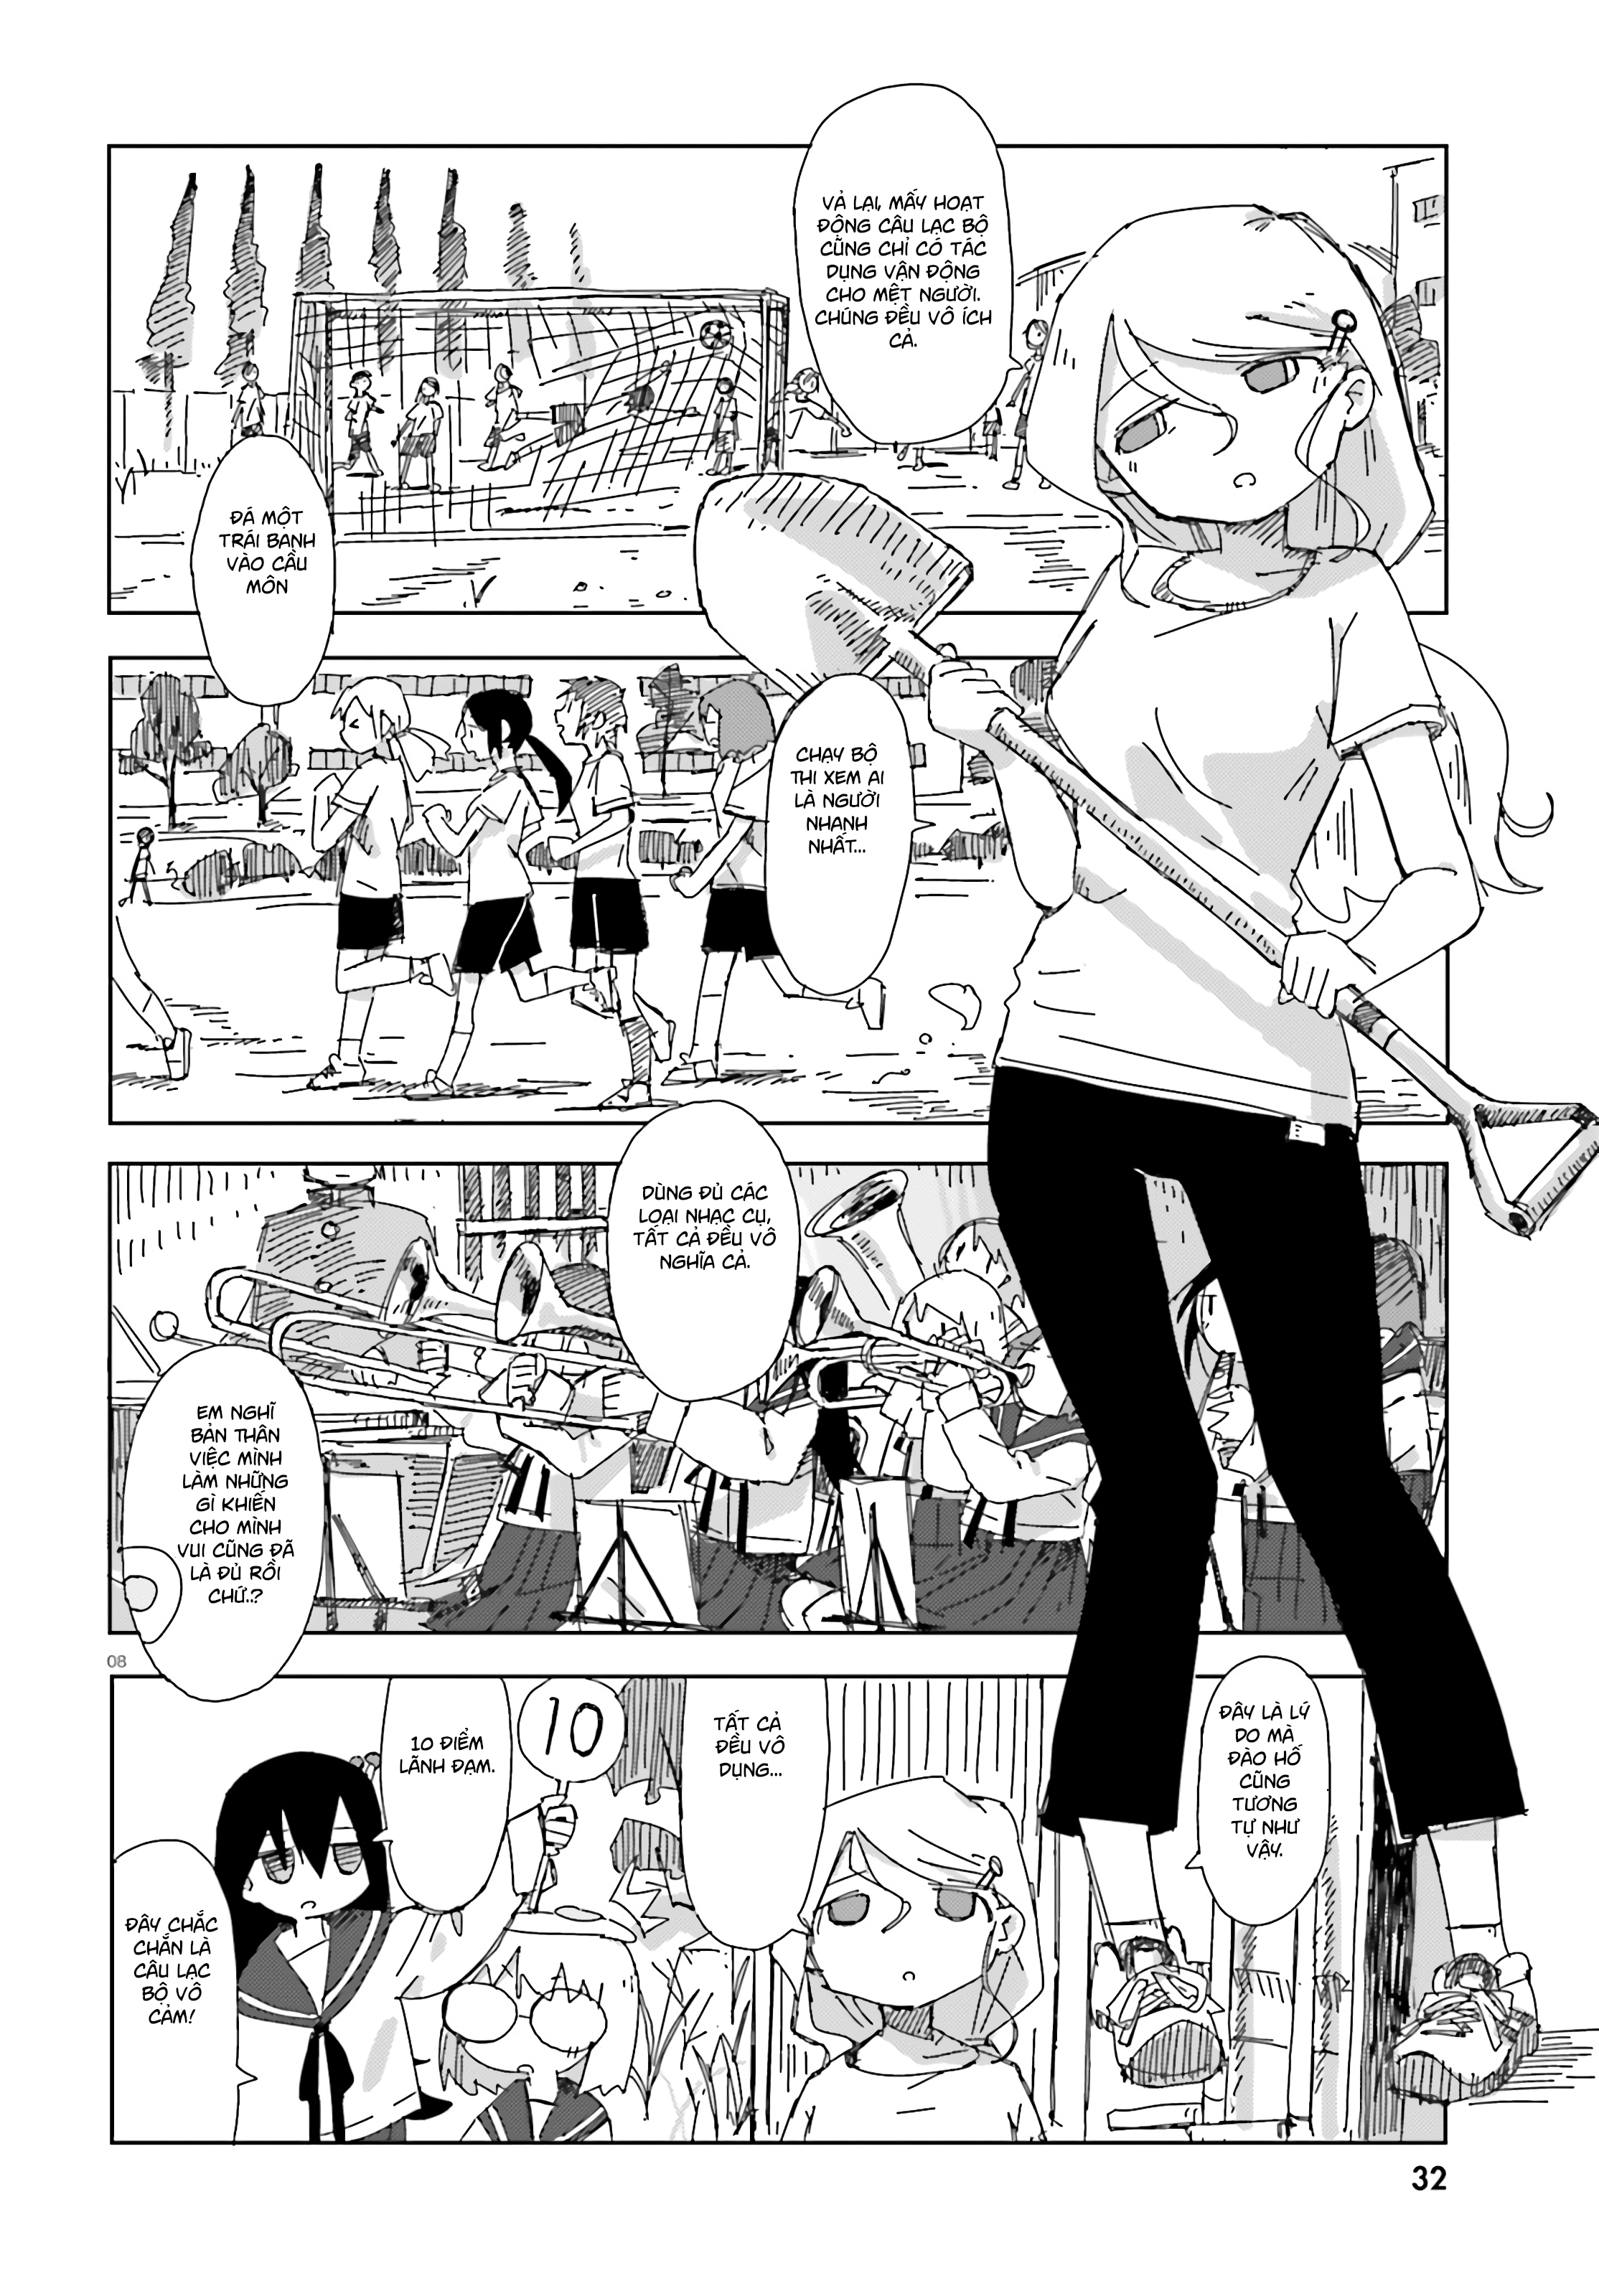 VẢ LẠI, MẤY HOẠT
ĐỘNG CÂU LẠC BỘ
CŨNG CHỈ CÓ TÁC
DỤNG VẬN ĐỘNG
CHO MỆT NGƯỜI.
CHÚNG ĐỀU VÔ ÍCH
CẢ.
ĐÁ MỘT
TRÁI BANH
VÀO CẦU
MÔN
CHẠY BỘ
THI XEM AI
LÀ NGƯỜI
NHANH
NHẤT...
DÙNG ĐỦ CÁC
LOẠI NHẠC CỤ,
TẤT CẢ ĐỀU VÔ
NGHĨA CẢ.
EM NGHĨ
BẢN THÂN
VIỆC MÌNH
LÀM NHỮNG
GÌ KHIẾN
CHO MÌNH
VUI CŨNG ĐÃ
LÀ ĐỦ RỒI
CHỨ..?
08
ĐÂY LÀ LÝ
DO MÀ
ĐÀO HỐ
CŨNG
TƯƠNG
TỰ NHƯ
VẬY.
TẤT CẢ
ĐỀU VÔ
DỤNG...
10
10 ĐIỂM
LÃNH ĐẠM.
ĐÂY CHẮC
CHẮN LÀ
CÂU LẠC
BỘ VÔ
CẢM!
32